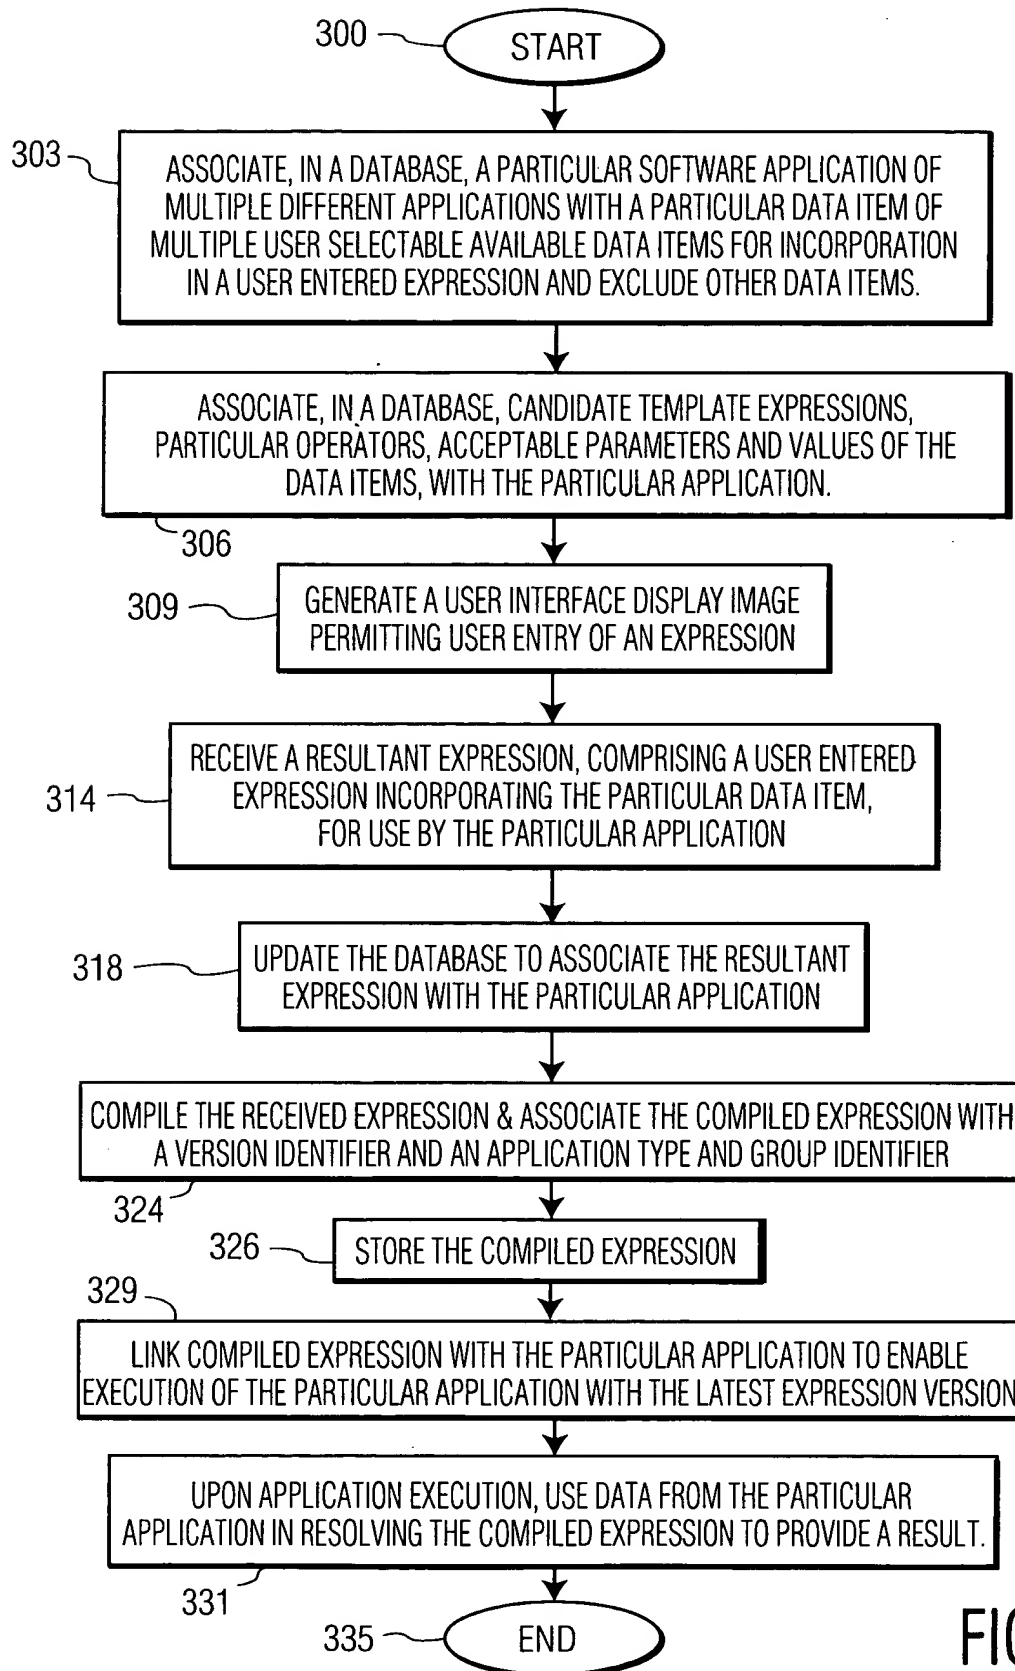 300
START
303
ASSOCIATE, IN A DATABASE, A PARTICULAR SOFTWARE APPLICATION OF
MULTIPLE DIFFERENT APPLICATIONS WITH A PARTICULAR DATA ITEM OF
MULTIPLE USER SELECTABLE AVAILABLE DATA ITEMS FOR INCORPORATION
IN A USER ENTERED EXPRESSION AND EXCLUDE OTHER DATA ITEMS.
ASSOCIATE, IN A DATABASE, CANDIDATE TEMPLATE EXPRESSIONS,
PARTICULAR OPERATORS, ACCEPTABLE PARAMETERS AND VALUES OF THE
DATA ITEMS, WITH THE PARTICULAR APPLICATION.
306
309
GENERATE A USER INTERFACE DISPLAY IMAGE
PERMITTING USER ENTRY OF AN EXPRESSION
314
RECEIVE A RESULTANT EXPRESSION, COMPRISING A USER ENTERED
EXPRESSION INCORPORATING THE PARTICULAR DATA ITEM,
FOR USE BY THE PARTICULAR APPLICATION
318
UPDATE THE DATABASE TO ASSOCIATE THE RESULTANT
EXPRESSION WITH THE PARTICULAR APPLICATION
COMPILE THE RECEIVED EXPRESSION & ASSOCIATE THE COMPILED EXPRESSION WITH
A VERSION IDENTIFIER AND AN APPLICATION TYPE AND GROUP IDENTIFIER
324
326
STORE THE COMPILED EXPRESSION
329
LINK COMPILED EXPRESSION WITH THE PARTICULAR APPLICATION TO ENABLE
EXECUTION OF THE PARTICULAR APPLICATION WITH THE LATEST EXPRESSION VERSION
UPON APPLICATION EXECUTION, USE DATA FROM THE PARTICULAR
APPLICATION IN RESOLVING THE COMPILED EXPRESSION TO PROVIDE A RESULT.
331
335
END